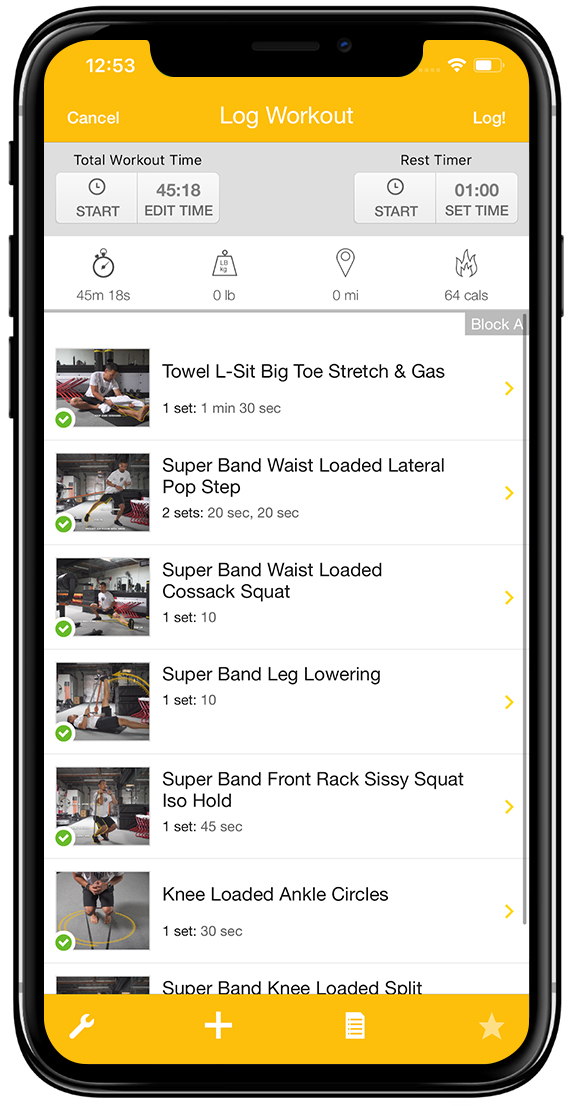 12:53
Cancel
Log Workout
Log!
Total Workout Time
Rest Timer
START
45:18
EDIT TIME
START
01:00
SET TIME
LB
kg
45m 18s
0 lb
0 mi
64 cals
Block A
Towel L-Sit Big Toe Stretch & Gas
1 set: 1 min 30 sec
Super Band Waist Loaded Lateral
Pop Step
2 sets: 20 sec, 20 sec
Super Band Waist Loaded
Cossack Squat
1 set: 10
Super Band Leg Lowering
1 set: 10
Super Band Front Rack Sissy Squat
Iso Hold
1 set: 45 sec
Knee Loaded Ankle Circles
1 set: 30 sec
Super Band Knee Loaded Split